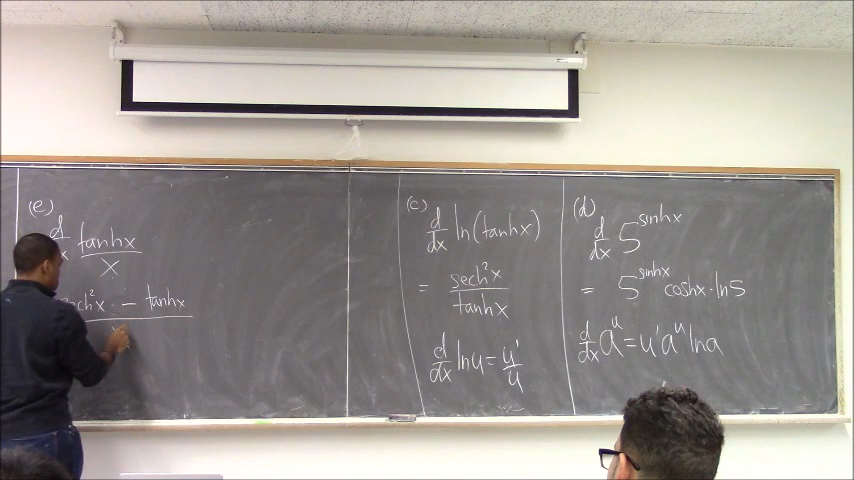 (e)
d/dx tanhx/x
sech²x · - tanhx
(c)
d/dx ln(tanhx)
= sech²x/tanhx
d/dx lnu = u'/u
(d)
d/dx 5^sinhx
= 5^sinhx coshx·ln5
d/dx a^u = u'a^u lna